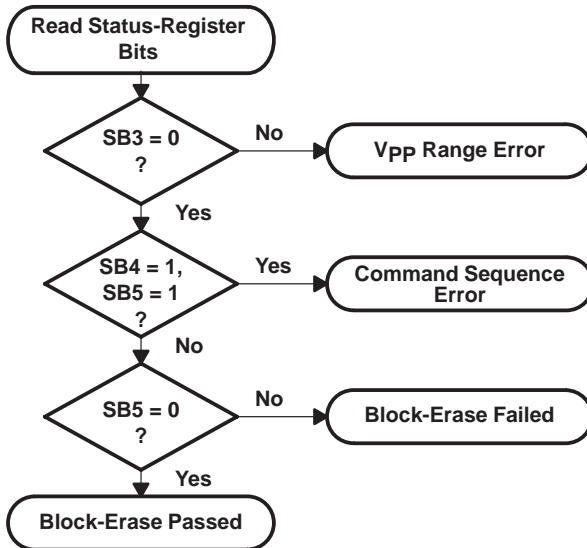 Read Status-Register
Bits
SB3 = 0
?
No
VPP Range Error
Yes
SB4 = 1,
SB5 = 1
?
Yes
Command Sequence
Error
No
SB5 = 0
?
No
Block-Erase Failed
Yes
Block-Erase Passed